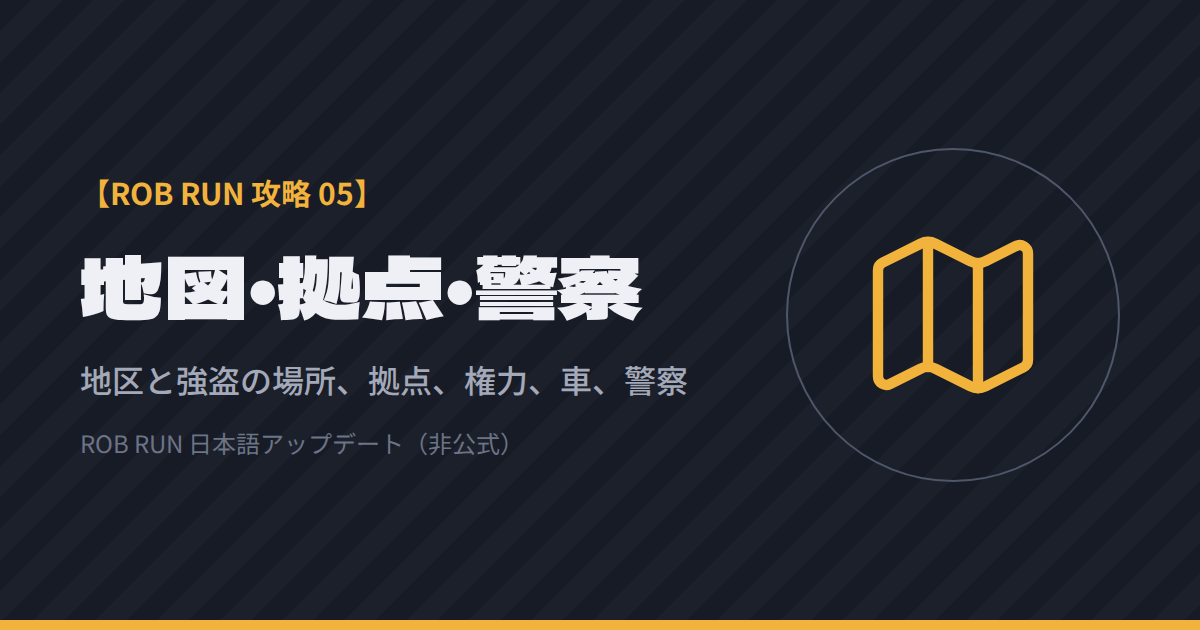 【ROB RUN 攻略 05】
地図・拠点・警察
地区と強盗の場所、拠点、権力、車、警察
ROB RUN 日本語アップデート（非公式）